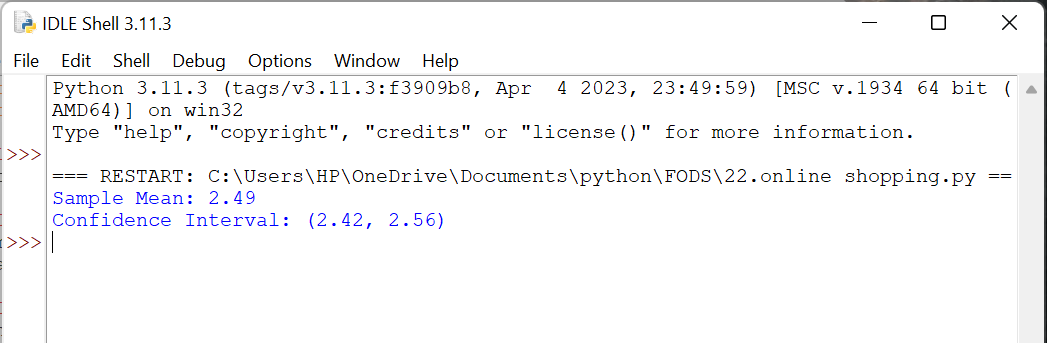 IDLE Shell 3.11.3
File Edit Shell Debug Options Window Help
Python 3.11.3 (tags/v3.11.3:f3909b8, Apr  4 2023, 23:49:59) [MSC v.1934 64 bit (
AMD64)] on win32
Type "help", "copyright", "credits" or "license()" for more information.
>>>
=== RESTART: C:\Users\HP\OneDrive\Documents\python\FODS\22.online shopping.py ==
Sample Mean: 2.49
Confidence Interval: (2.42, 2.56)
>>>